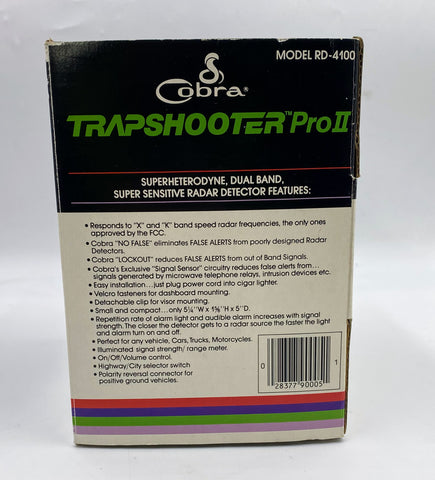 MODEL RD-4100
Cobra®
TRAPSHOOTER™ Pro II
SUPERHETERODYNE, DUAL BAND,
SUPER SENSITIVE RADAR DETECTOR FEATURES:
• Responds to "X" and "K" band speed radar frequencies, the only ones
approved by the FCC.
• Cobra "NO FALSE" eliminates FALSE ALERTS from poorly designed Radar
Detectors.
• Cobra "LOCKOUT" reduces FALSE ALERTS from out of Band Signals.
• Cobra's Exclusive "Signal Sensor" circuitry reduces false alerts from...
signals generated by microwave telephone relays, intrusion devices etc.
• Easy installation...just plug power cord into cigar lighter.
• Velcro fasteners for dashboard mounting.
• Detachable clip for visor mounting.
• Small and compact...only 5¼"W x 1⅝"H x 5"D.
• Repetition rate of alarm light and audible alarm increases with signal
strength. The closer the detector gets to a radar source the faster the light
and alarm turn on and off.
• Perfect for any vehicle, Cars, Trucks, Motorcycles.
• Illuminated signal strength/range meter.
• On/Off/Volume control.
• Highway/City selector switch
• Polarity reversal connector for
positive ground vehicles.
0 28377 90005 1